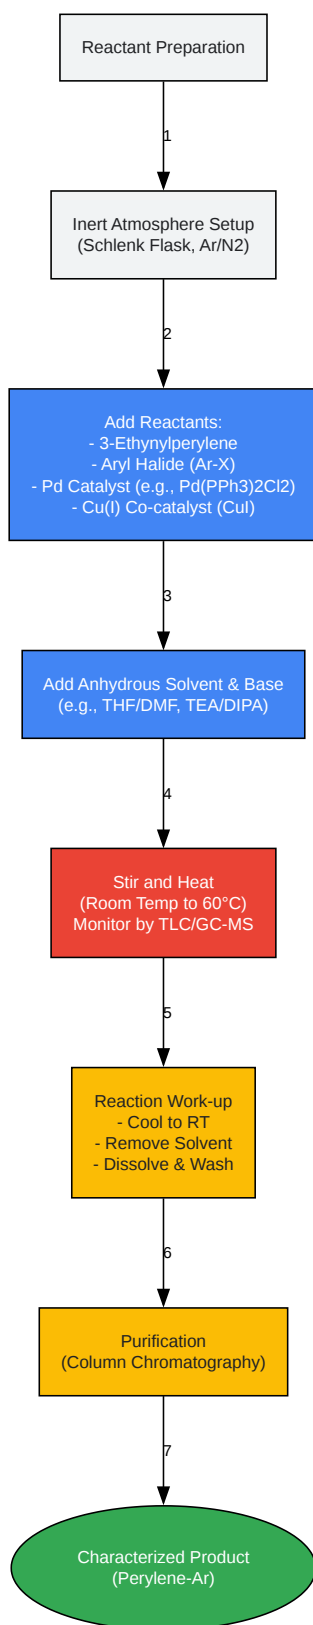 Reactant Preparation
1
Inert Atmosphere Setup
(Schlenk Flask, Ar/N2)
2
Add Reactants:
- 3-Ethynylperylene
- Aryl Halide (Ar-X)
- Pd Catalyst (e.g., Pd(PPh3)2Cl2)
- Cu(I) Co-catalyst (CuI)
3
Add Anhydrous Solvent & Base
(e.g., THF/DMF, TEA/DIPA)
4
Stir and Heat
(Room Temp to 60°C)
Monitor by TLC/GC-MS
5
Reaction Work-up
- Cool to RT
- Remove Solvent
- Dissolve & Wash
6
Purification
(Column Chromatography)
7
Characterized Product
(Perylene-Ar)